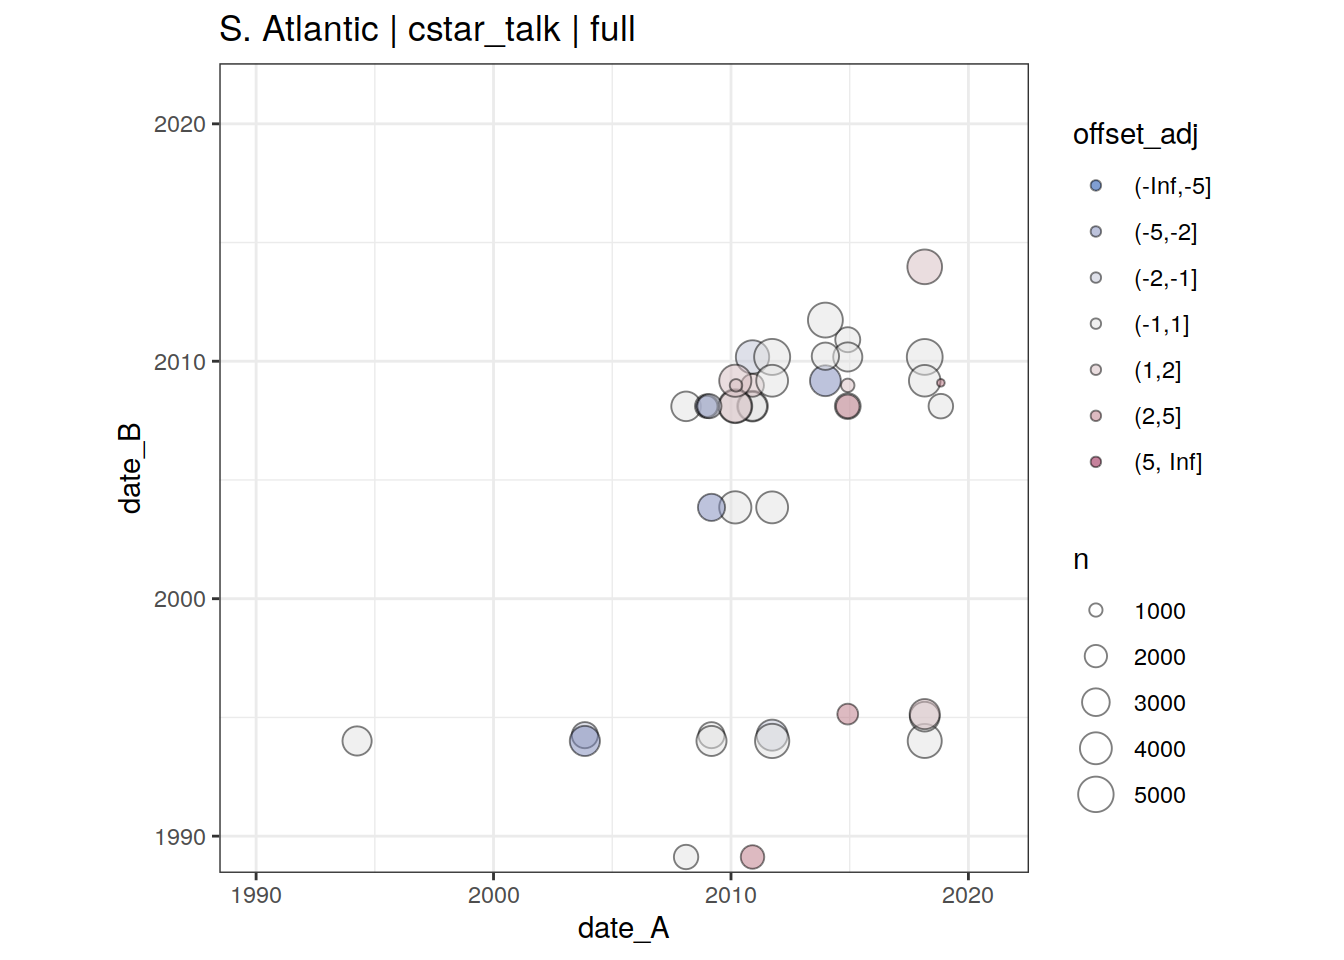 S. Atlantic | cstar_talk | full
2020
2010
2000
1990
date_B
1990 2000 2010 2020
date_A
offset_adj
(-Inf,-5]
(-5,-2]
(-2,-1]
(-1,1]
(1,2]
(2,5]
(5, Inf]
n
1000
2000
3000
4000
5000